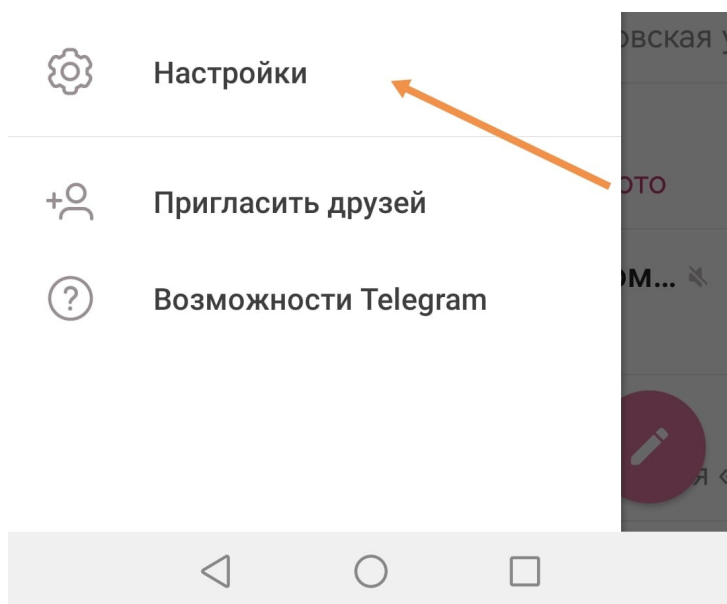 Настройки
Пригласить друзей
Возможности Telegram